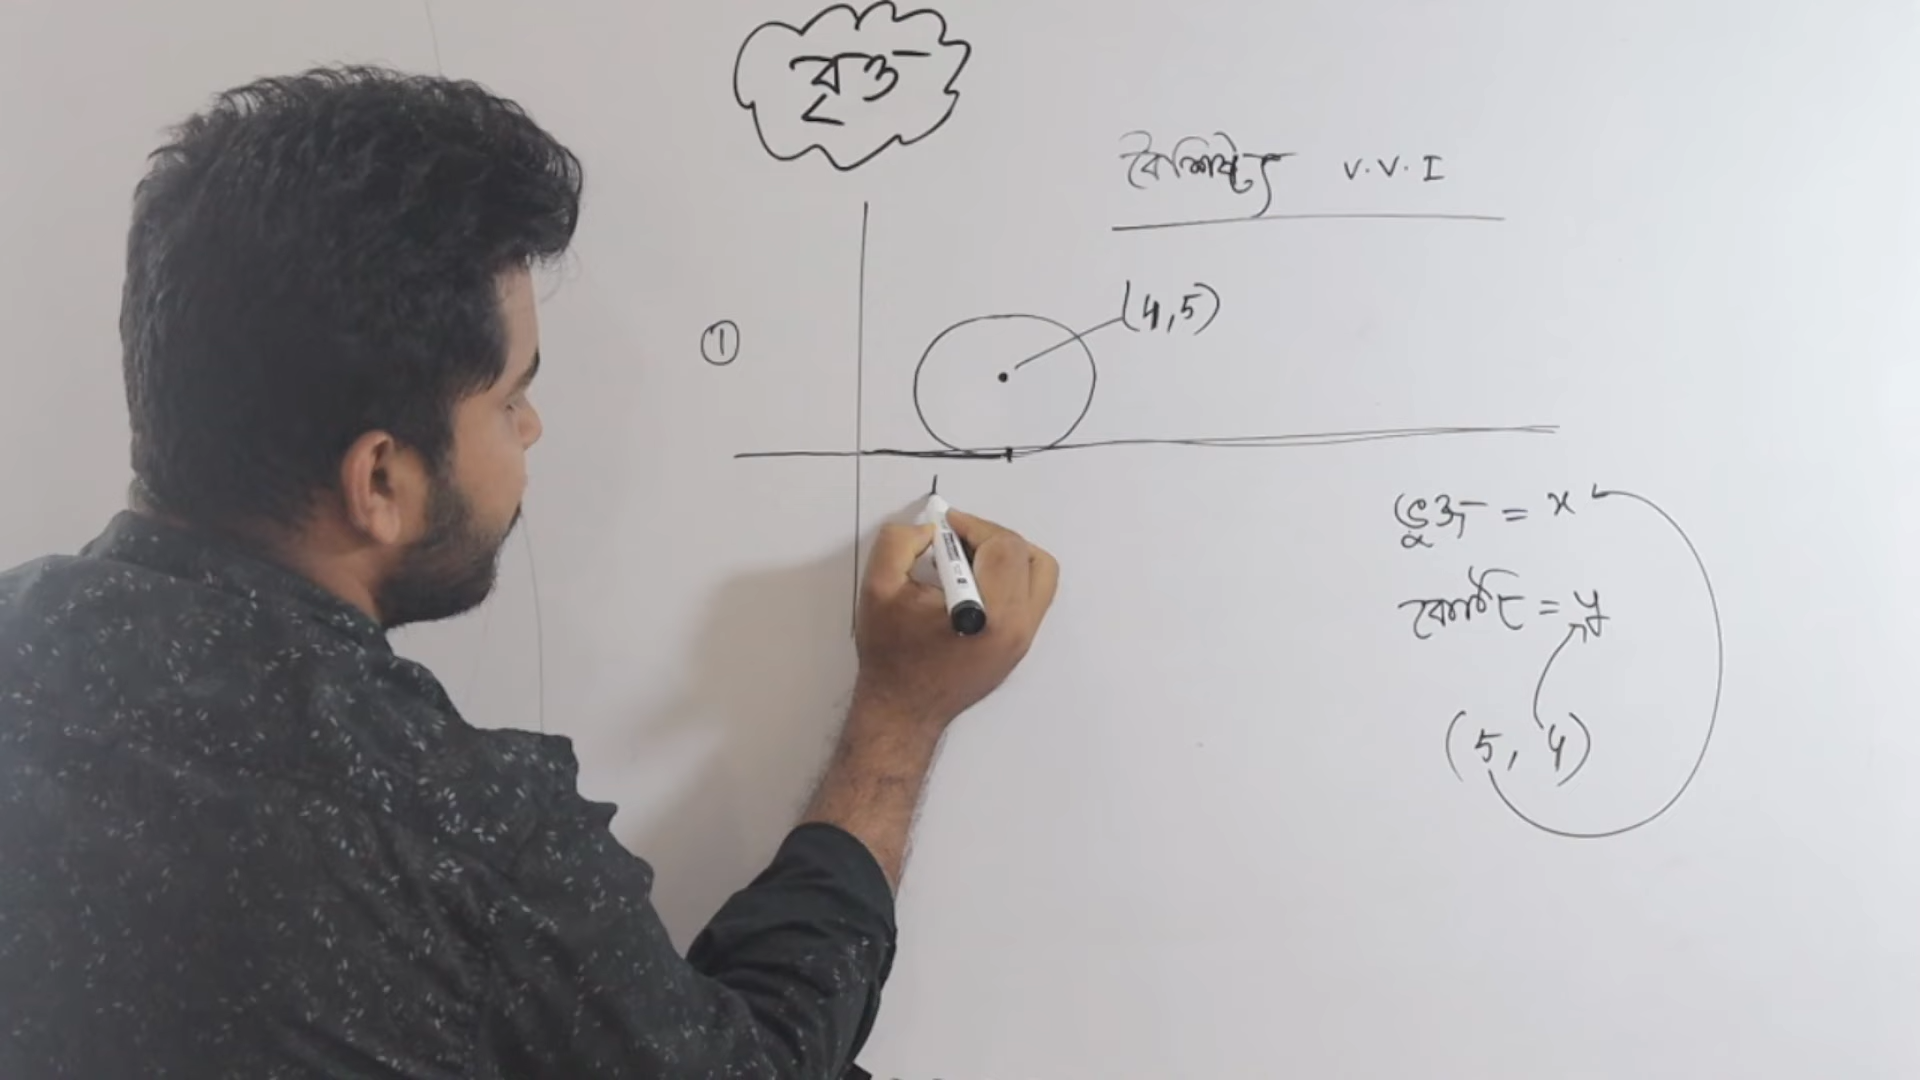 বৃত্ত
বৈশিষ্ট্য V.V.I
①
(4,5)
ভুজ = x
কোটি = y
(5, 4)